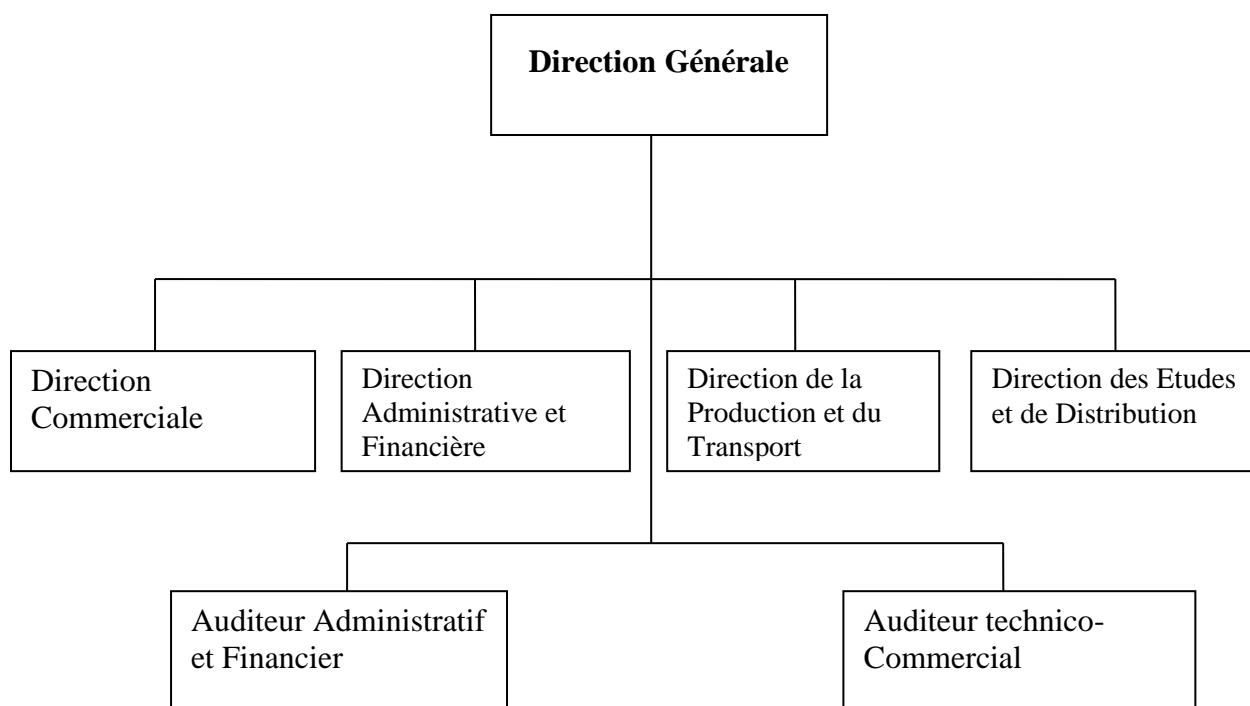 Direction Générale
Direction
Commerciale
Direction
Administrative et
Financière
Direction de la
Production et du
Transport
Direction des Etudes
et de Distribution
Auditeur Administratif
et Financier
Auditeur technico-
Commercial